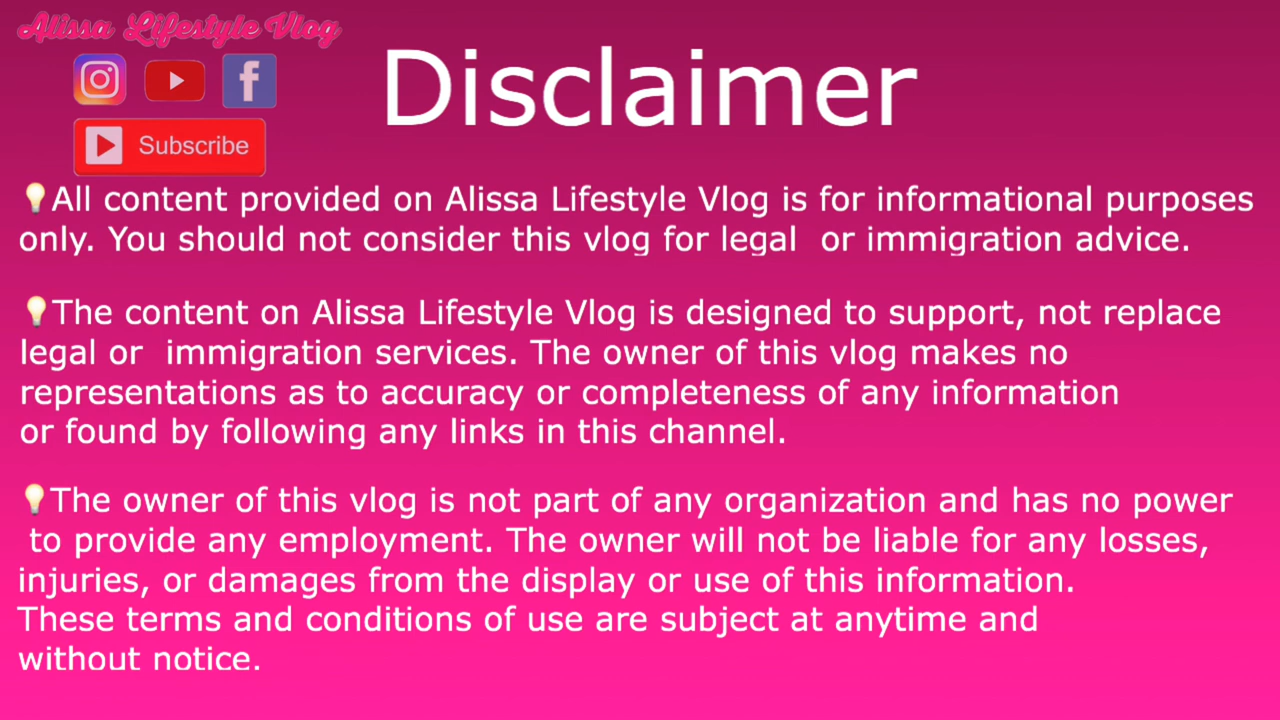 Alissa Lifestyle Vlog
Disclaimer
Subscribe
💡All content provided on Alissa Lifestyle Vlog is for informational purposes
only. You should not consider this vlog for legal  or immigration advice.
💡The content on Alissa Lifestyle Vlog is designed to support, not replace
legal or  immigration services. The owner of this vlog makes no
representations as to accuracy or completeness of any information
or found by following any links in this channel.
💡The owner of this vlog is not part of any organization and has no power
to provide any employment. The owner will not be liable for any losses,
injuries, or damages from the display or use of this information.
These terms and conditions of use are subject at anytime and
without notice.